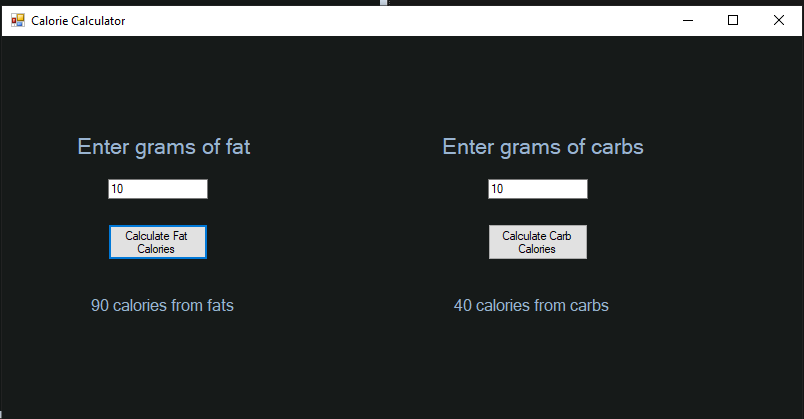 Calorie Calculator
Enter grams of fat
Enter grams of carbs
10
10
Calculate Fat
Calories
Calculate Carb
Calories
90 calories from fats
40 calories from carbs